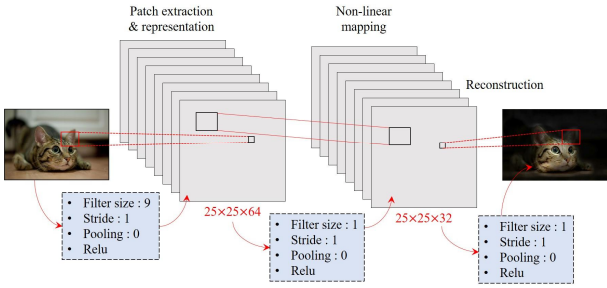 Patch extraction
& representation
Non-linear
mapping
Reconstruction
• Filter size : 9
• Stride : 1
• Pooling : 0
• Relu
25×25×64
• Filter size : 1
• Stride : 1
• Pooling : 0
• Relu
25×25×32
• Filter size : 1
• Stride : 1
• Pooling : 0
• Relu